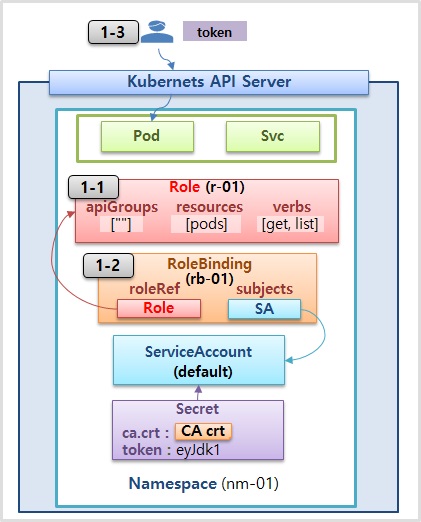 1-3 token
Kubernets API Server
Pod Svc
1-1 Role (r-01)
apiGroups resources verbs
[""] [pods] [get, list]
1-2 RoleBinding
(rb-01)
roleRef subjects
Role SA
ServiceAccount
(default)
Secret
ca.crt : CA crt
token : eyJdk1
Namespace (nm-01)